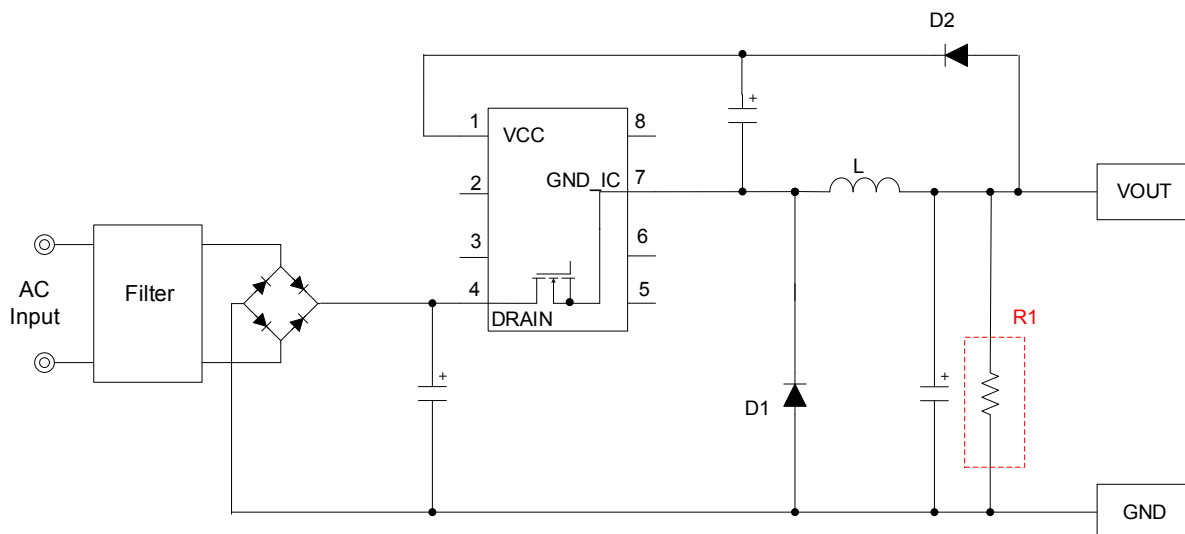 D2
+
1
VCC
8
2
GND_IC
7
L
VOUT
3
6
AC
Input
Filter
4
DRAIN
5
R1
+
D1
+
GND